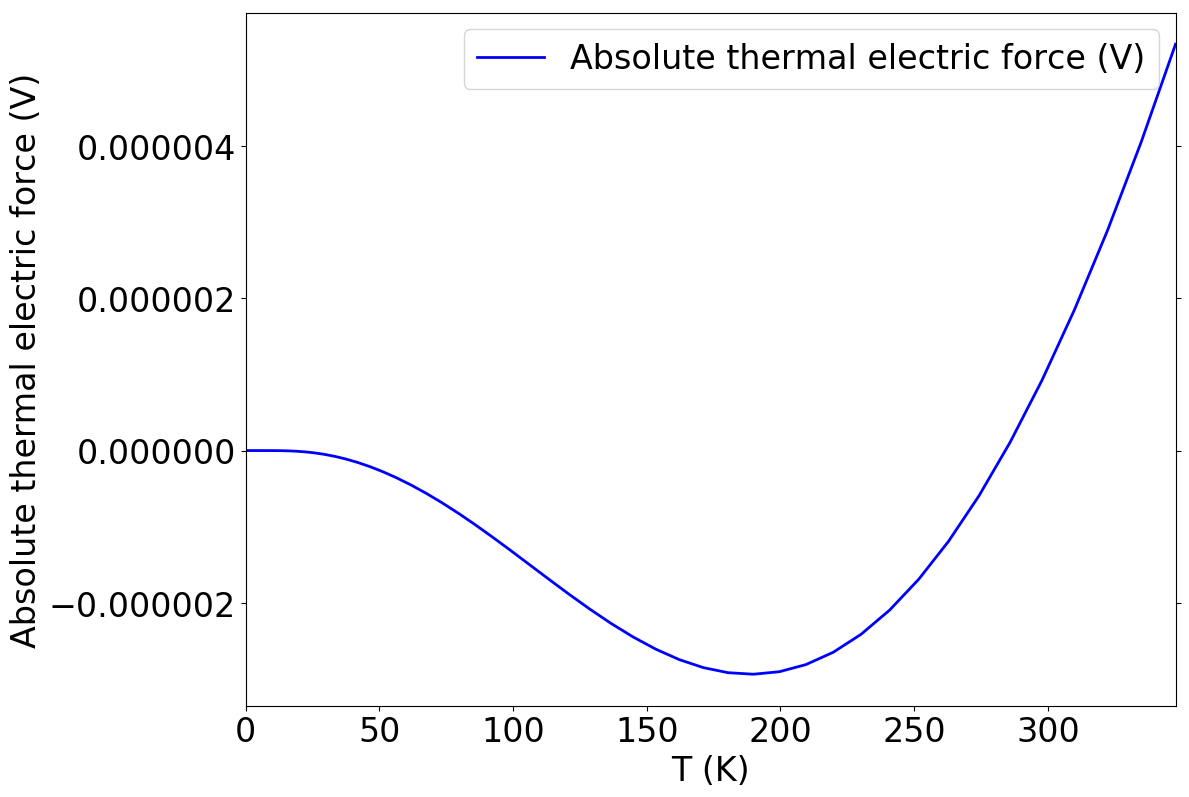 Absolute thermal electric force (V)
Absolute thermal electric force (V)
0.000004
0.000002
0.000000
−0.000002
0 50 100 150 200 250 300
T (K)